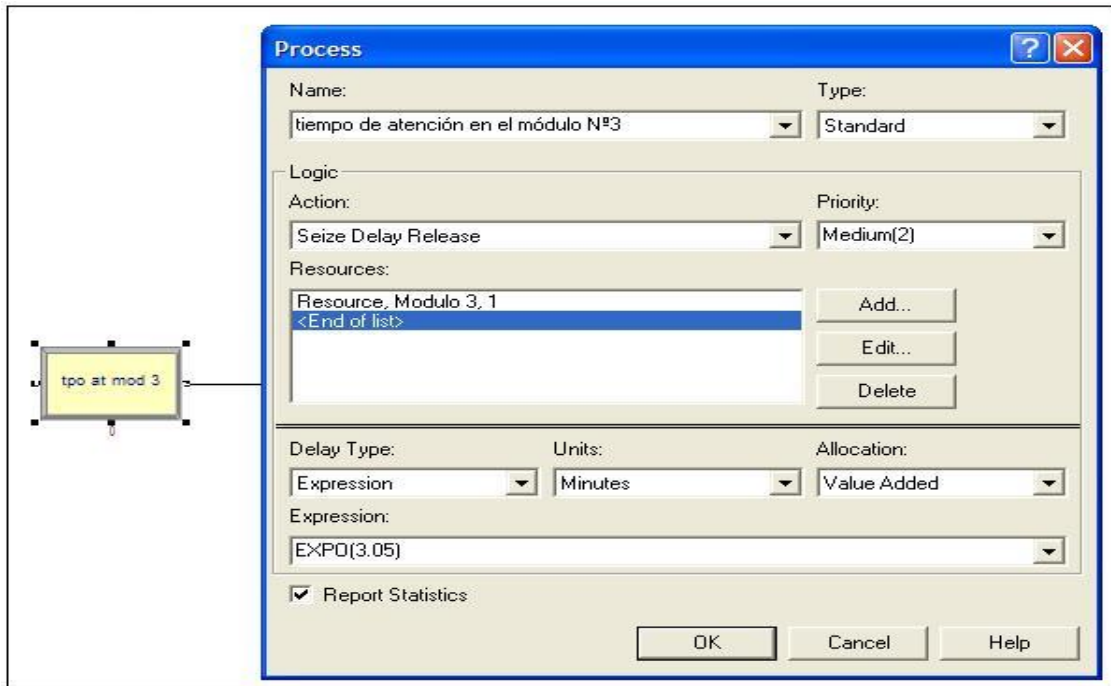 Process
Name:
Type:
tiempo de atención en el módulo Nº3
Standard
Logic
Action:
Priority:
Seize Delay Release
Medium(2)
Resources:
Resource, Modulo 3, 1
<End of list>
Add...
Edit...
Delete
tpo at mod 3
0
Delay Type:
Units:
Allocation:
Expression
Minutes
Value Added
Expression:
EXPO(3.05)
Report Statistics
OK
Cancel
Help